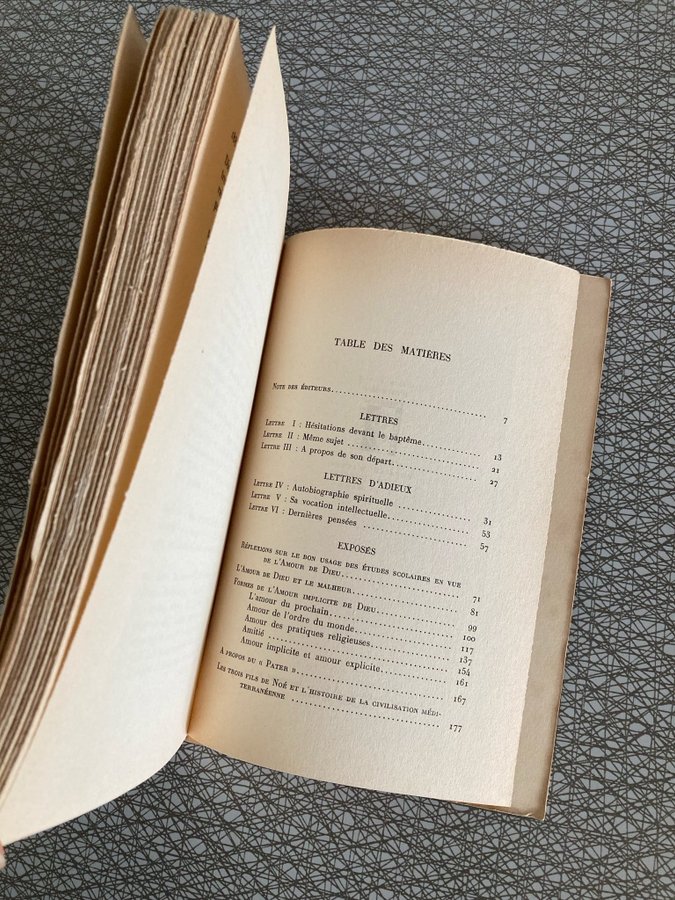 TABLE DES MATIÈRES
Note des éditeurs 7
LETTRES
Lettre I : Hésitations devant le baptême 13
Lettre II : Même sujet 21
Lettre III : A propos de son départ 27
LETTRES D'ADIEUX
Lettre IV : Autobiographie spirituelle 31
Lettre V : Sa vocation intellectuelle 53
Lettre VI : Dernières pensées 57
EXPOSÉS
Réflexions sur le bon usage des études scolaires en vue
de l'Amour de Dieu 71
L'Amour de Dieu et le malheur 81
Formes de l'Amour implicite de Dieu 99
L'amour du prochain 100
Amour de l'ordre du monde 117
Amour des pratiques religieuses 137
Amitié 154
Amour implicite et amour explicite 161
A propos du « Pater » 167
Les trois fils de Noé et l'histoire de la civilisation médi-
terranéenne 177